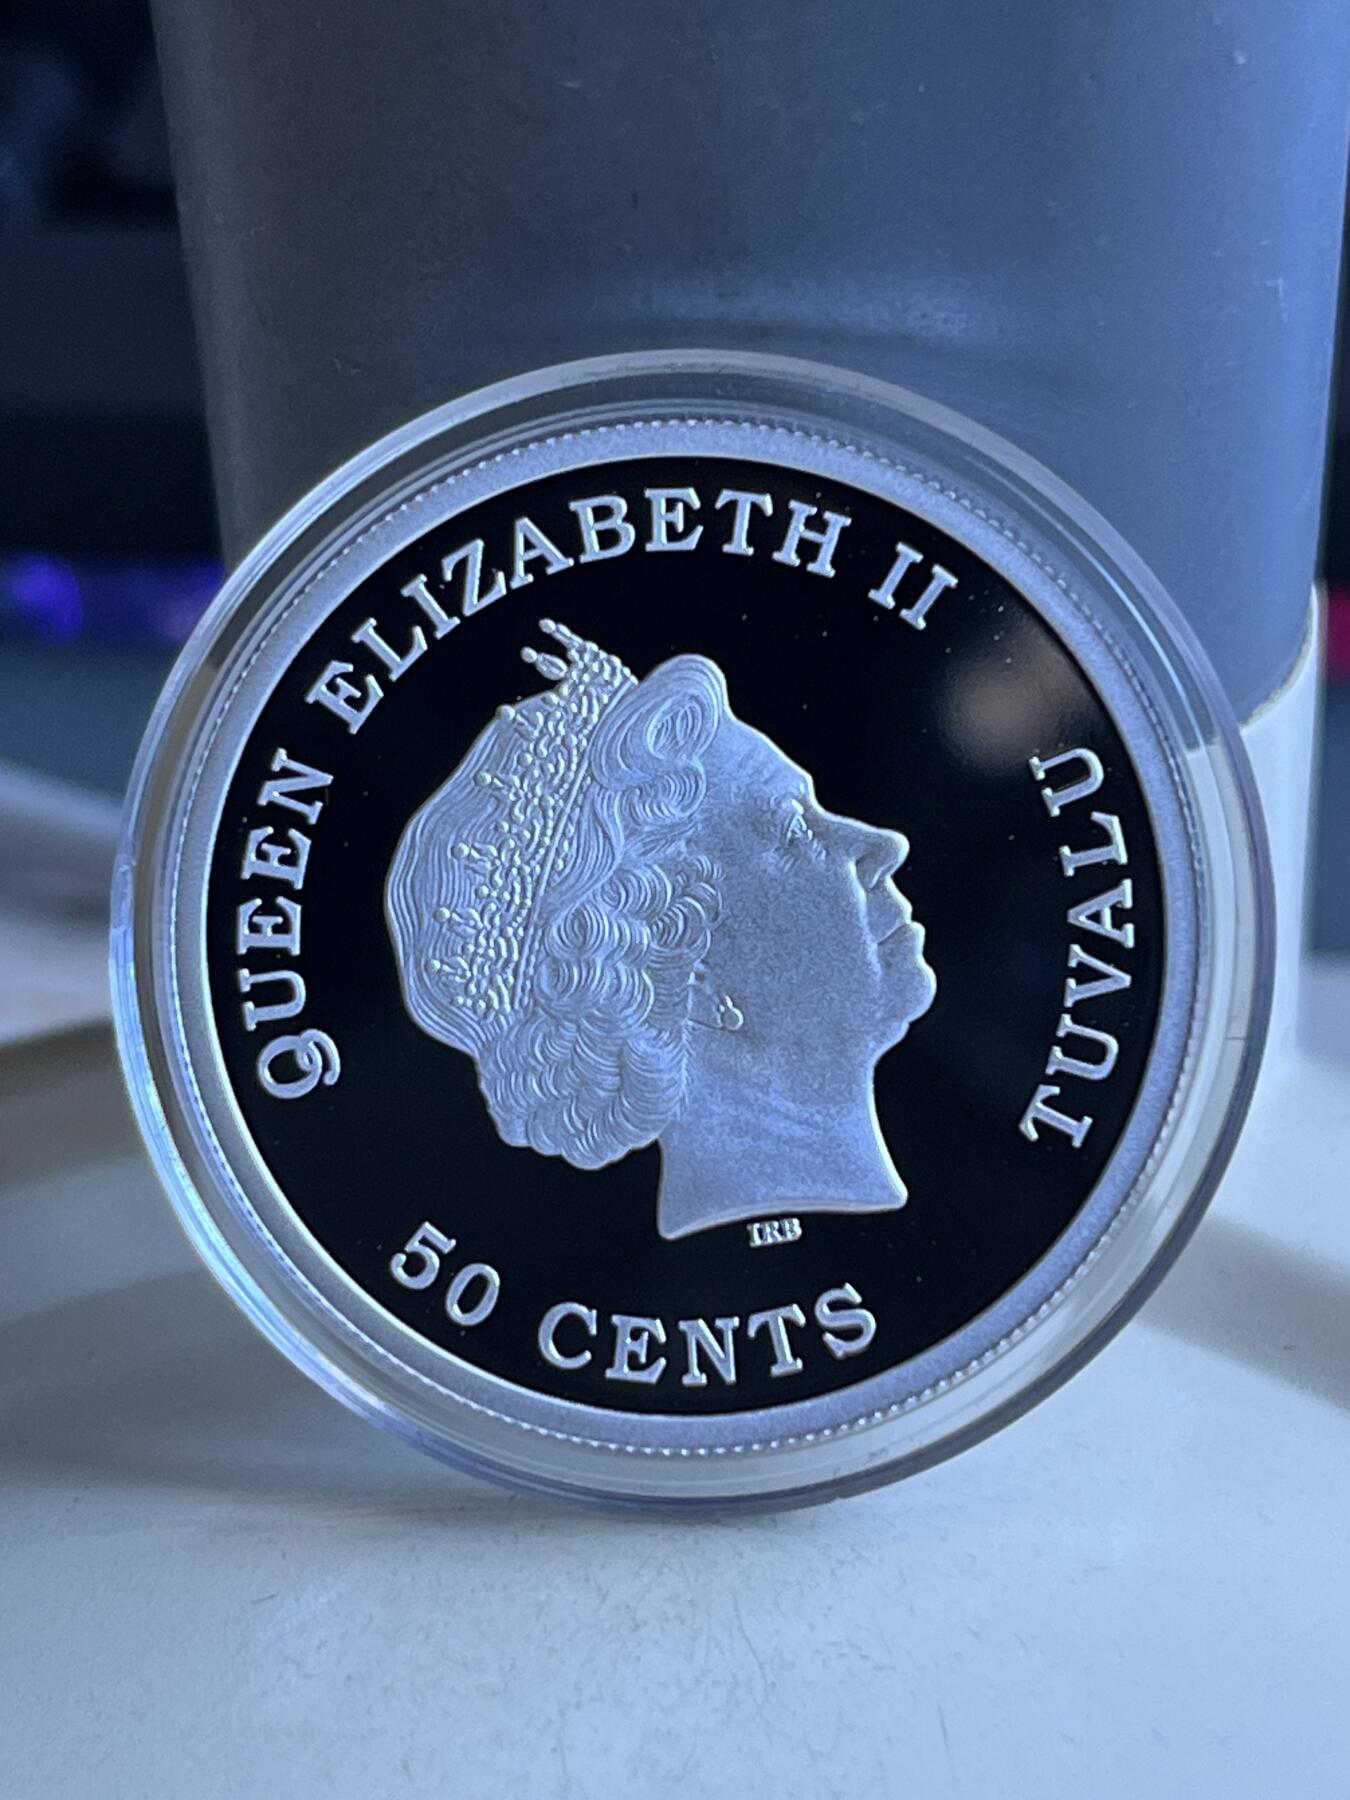 QUEEN ELIZABETH II
TUVALU
IRB
50 CENTS